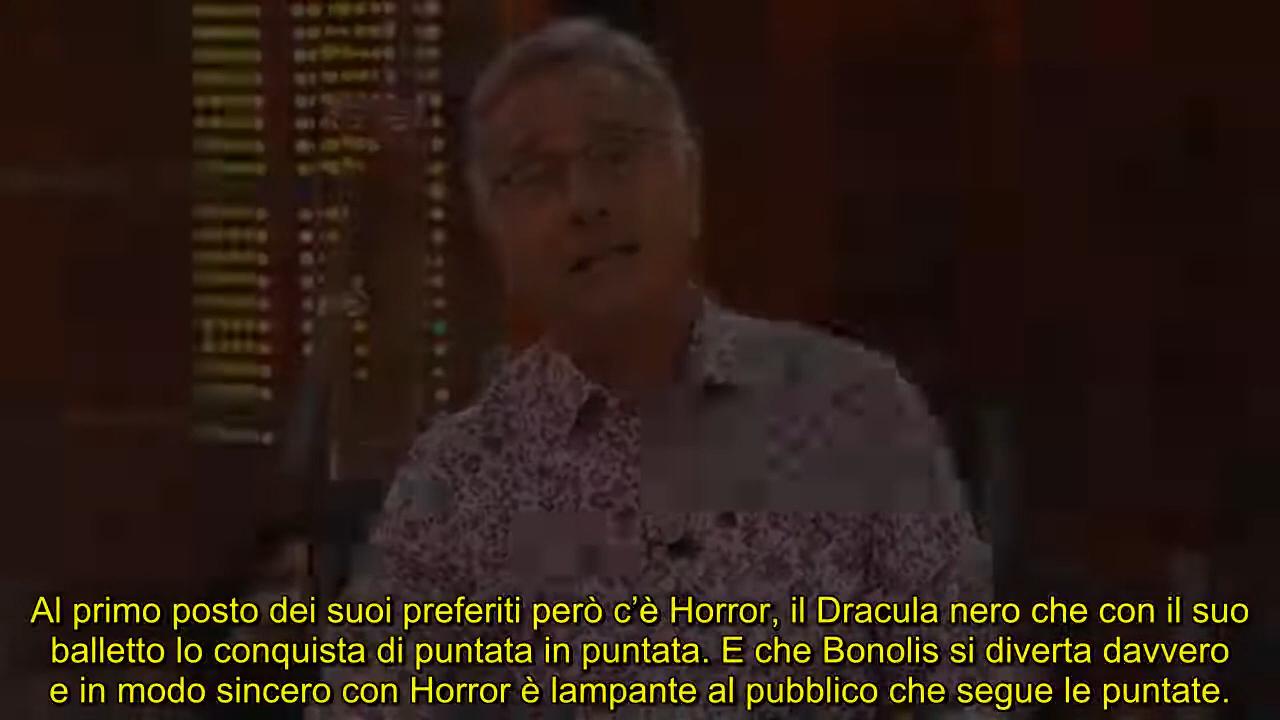 Al primo posto dei suoi preferiti però c’è Horror, il Dracula nero che con il suo
balletto lo conquista di puntata in puntata. E che Bonolis si diverta davvero
e in modo sincero con Horror è lampante al pubblico che segue le puntate.